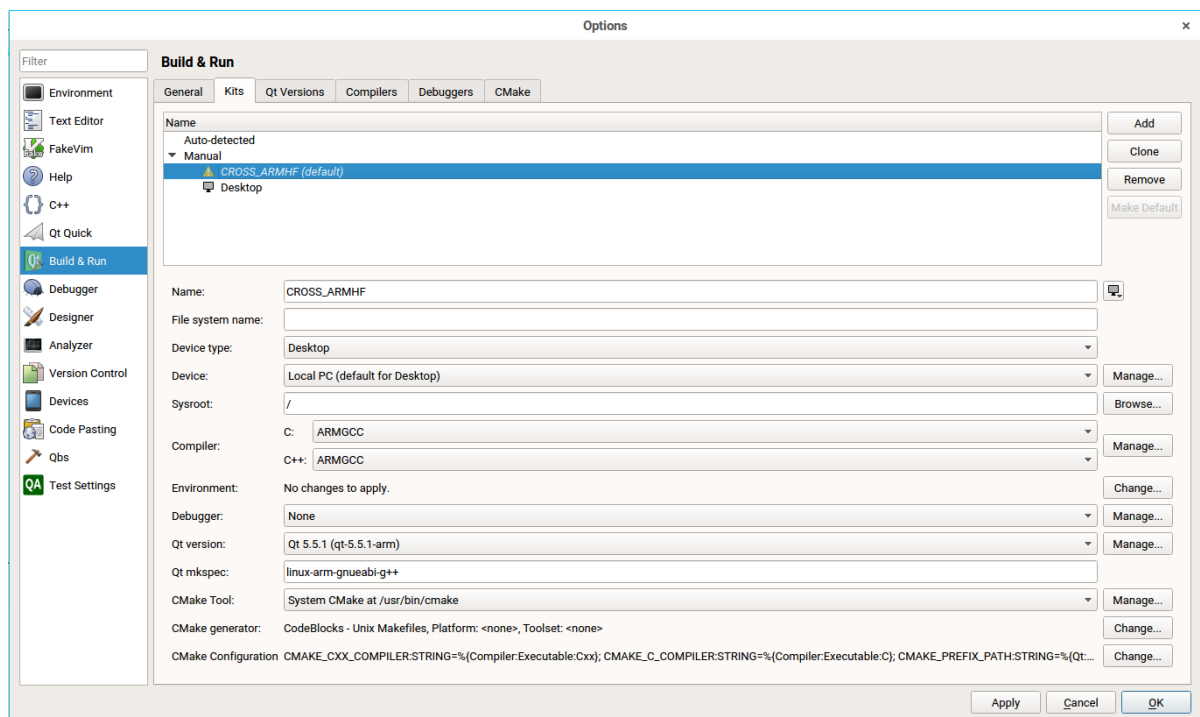 Options
Filter
Build & Run
Environment
Text Editor
FakeVim
Help
C++
Qt Quick
Build & Run
Debugger
Designer
Analyzer
Version Control
Devices
Code Pasting
Qbs
QA Test Settings
General Kits Qt Versions Compilers Debuggers CMake
Name
Auto-detected
Manual
CROSS_ARMHF (default)
Desktop
Add
Clone
Remove
Make Default
Name: CROSS_ARMHF
File system name:
Device type: Desktop
Device: Local PC (default for Desktop) Manage...
Sysroot: / Browse...
Compiler: C: ARMGCC Manage...
C++: ARMGCC
Environment: No changes to apply. Change...
Debugger: None Manage...
Qt version: Qt 5.5.1 (qt-5.5.1-arm) Manage...
Qt mkspec: linux-arm-gnueabi-g++
CMake Tool: System CMake at /usr/bin/cmake Manage...
CMake generator: CodeBlocks - Unix Makefiles, Platform: <none>, Toolset: <none> Change...
CMake Configuration CMAKE_CXX_COMPILER:STRING=%{Compiler:Executable:Cxx}; CMAKE_C_COMPILER:STRING=%{Compiler:Executable:C}; CMAKE_PREFIX_PATH:STRING=%{Qt:... Change...
Apply Cancel OK